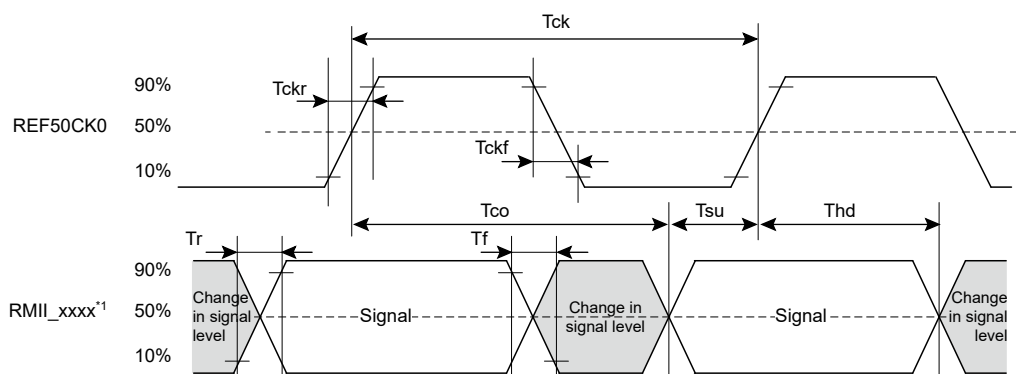 Tck
90%
Tckr
REF50CK0
50%
Tckf
10%
Tco
Tsu
Thd
Tr
Tf
90%
RMII_xxxx*1
50%
10%
Change
in signal
level
Signal
Change in
signal level
Signal
Change
in signal
level